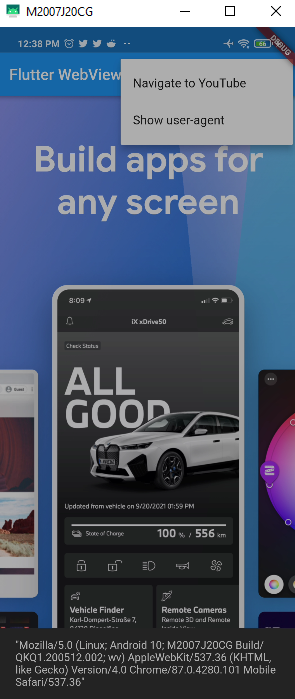 M2007J20CG
12:38 PM
86
DEBUG
Flutter WebView
Navigate to YouTube
Show user-agent
Build apps for
any screen
8:09
iX xDrive50
Check Status
ALL
GOOD
Updated from vehicle on 9/20/2021 01:59 PM
State of Charge
100 % / 556 km
Guest
Vehicle Finder
Karl-Dompert-Straße 7,
Remote Cameras
Remote 3D and Remote
"Mozilla/5.0 (Linux; Android 10; M2007J20CG Build/
QKQ1.200512.002; wv) AppleWebKit/537.36 (KHTML,
like Gecko) Version/4.0 Chrome/87.0.4280.101 Mobile
Safari/537.36"